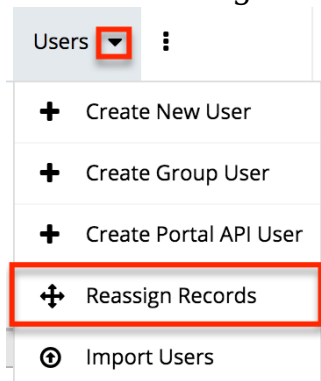 Users
Create New User
Create Group User
Create Portal API User
Reassign Records
Import Users